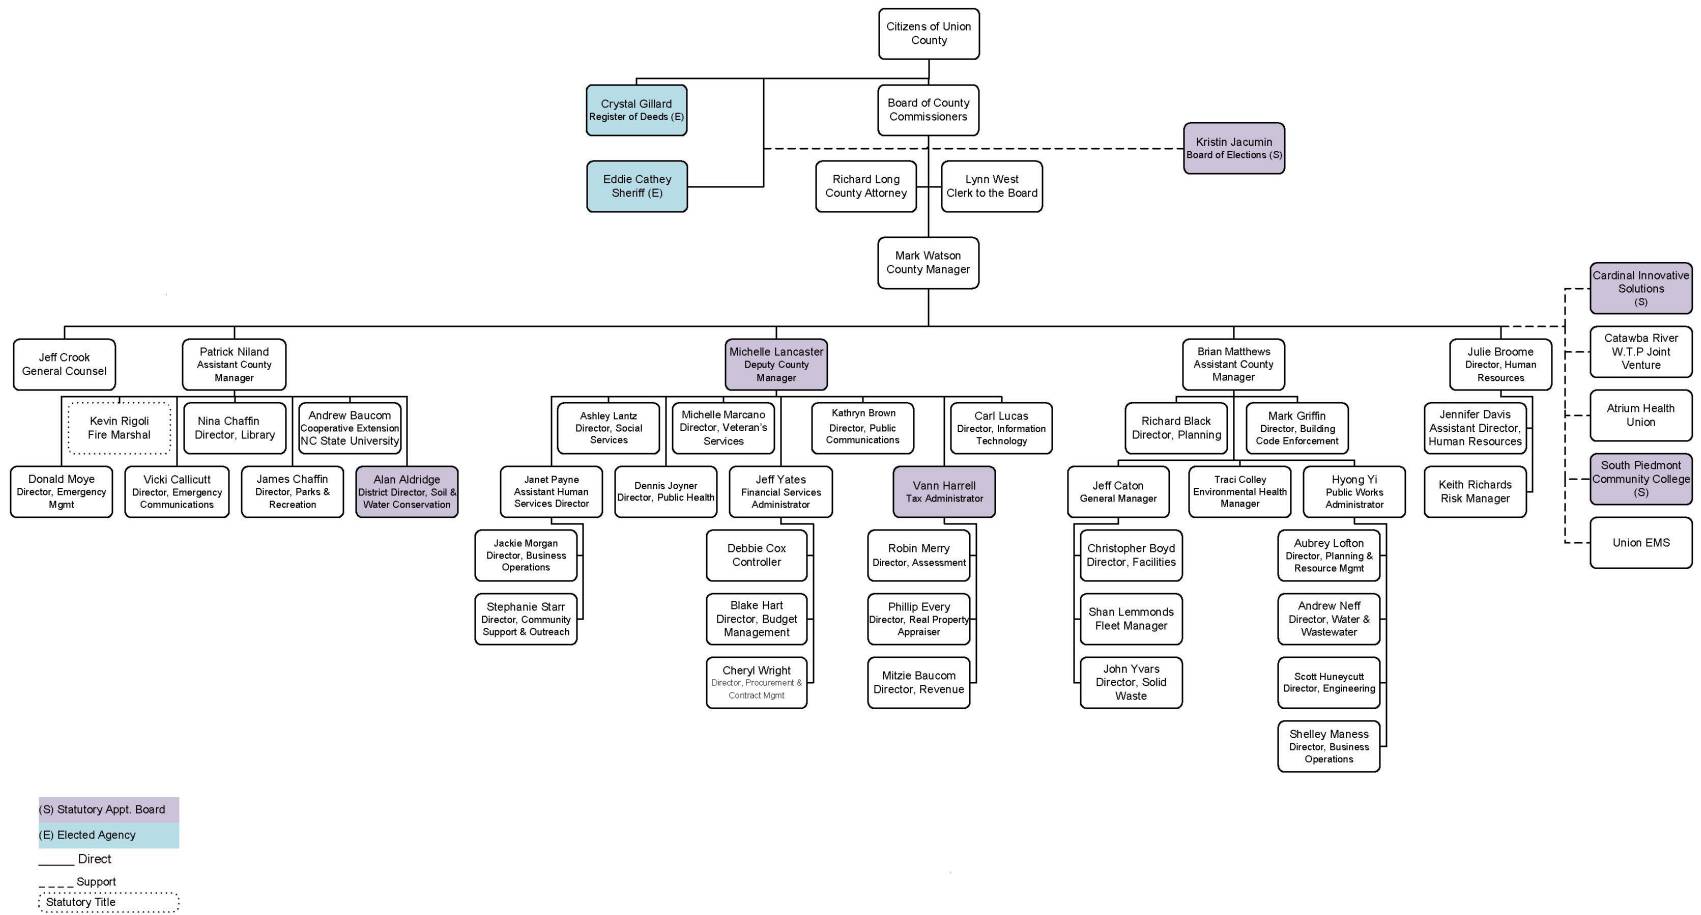 Citizens of Union
County
Crystal Gillard
Register of Deeds (E)
Board of County
Commissioners
Kristin Jacumin
Board of Elections (S)
Eddie Cathey
Sheriff (E)
Richard Long
County Attorney
Lynn West
Clerk to the Board
Mark Watson
County Manager
Cardinal Innovative
Solutions
(S)
Catawba River
W.T.P Joint
Venture
Atrium Health
Union
South Piedmont
Community College
(S)
Union EMS
Jeff Crook
General Counsel
Patrick Niland
Assistant County
Manager
Michelle Lancaster
Deputy County
Manager
Brian Matthews
Assistant County
Manager
Julie Broome
Director, Human
Resources
Kevin Rigoli
Fire Marshal
Nina Chaffin
Director, Library
Andrew Baucom
Cooperative Extension
NC State University
Donald Moye
Director, Emergency
Mgmt
Vicki Callicutt
Director, Emergency
Communications
James Chaffin
Director, Parks &
Recreation
Alan Aldridge
District Director, Soil &
Water Conservation
Ashley Lantz
Director, Social
Services
Michelle Marcano
Director, Veteran's
Services
Kathryn Brown
Director, Public
Communications
Carl Lucas
Director, Information
Technology
Janet Payne
Assistant Human
Services Director
Dennis Joyner
Director, Public Health
Jeff Yates
Financial Services
Administrator
Vann Harrell
Tax Administrator
Jackie Morgan
Director, Business
Operations
Stephanie Starr
Director, Community
Support & Outreach
Debbie Cox
Controller
Blake Hart
Director, Budget
Management
Cheryl Wright
Director, Procurement &
Contract Mgmt
Robin Merry
Director, Assessment
Phillip Every
Director, Real Property
Appraiser
Mitzie Baucom
Director, Revenue
Richard Black
Director, Planning
Mark Griffin
Director, Building
Code Enforcement
Jeff Caton
General Manager
Traci Colley
Environmental Health
Manager
Hyong Yi
Public Works
Administrator
Christopher Boyd
Director, Facilities
Shan Lemmonds
Fleet Manager
John Yvars
Director, Solid
Waste
Aubrey Lofton
Director, Planning &
Resource Mgmt
Andrew Neff
Director, Water &
Wastewater
Scott Huneycutt
Director, Engineering
Shelley Maness
Director, Business
Operations
Jennifer Davis
Assistant Director,
Human Resources
Keith Richards
Risk Manager
(S) Statutory Appt. Board
(E) Elected Agency
Direct
Support
Statutory Title